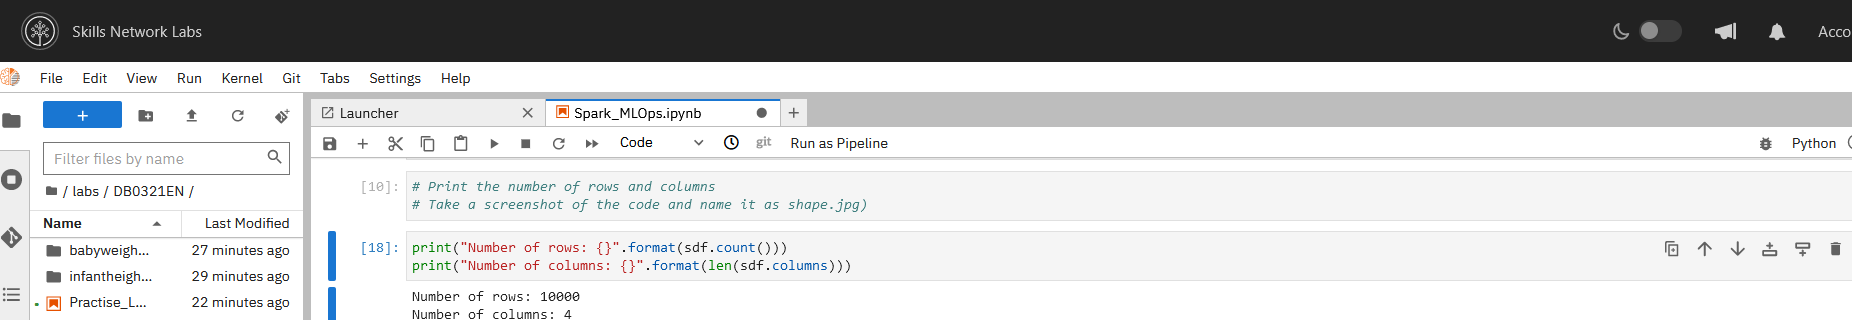 Skills Network Labs
Acco
File Edit View Run Kernel Git Tabs Settings Help
+
Launcher
Spark_MLOps.ipynb
Code
git
Run as Pipeline
Python
Filter files by name
/ labs / DB0321EN /
Name
Last Modified
babyweigh... 27 minutes ago
infantheigh... 29 minutes ago
Practise_L... 22 minutes ago
[10]: # Print the number of rows and columns
# Take a screenshot of the code and name it as shape.jpg)
[18]: print("Number of rows: {}".format(sdf.count()))
print("Number of columns: {}".format(len(sdf.columns)))
Number of rows: 10000
Number of columns: 4